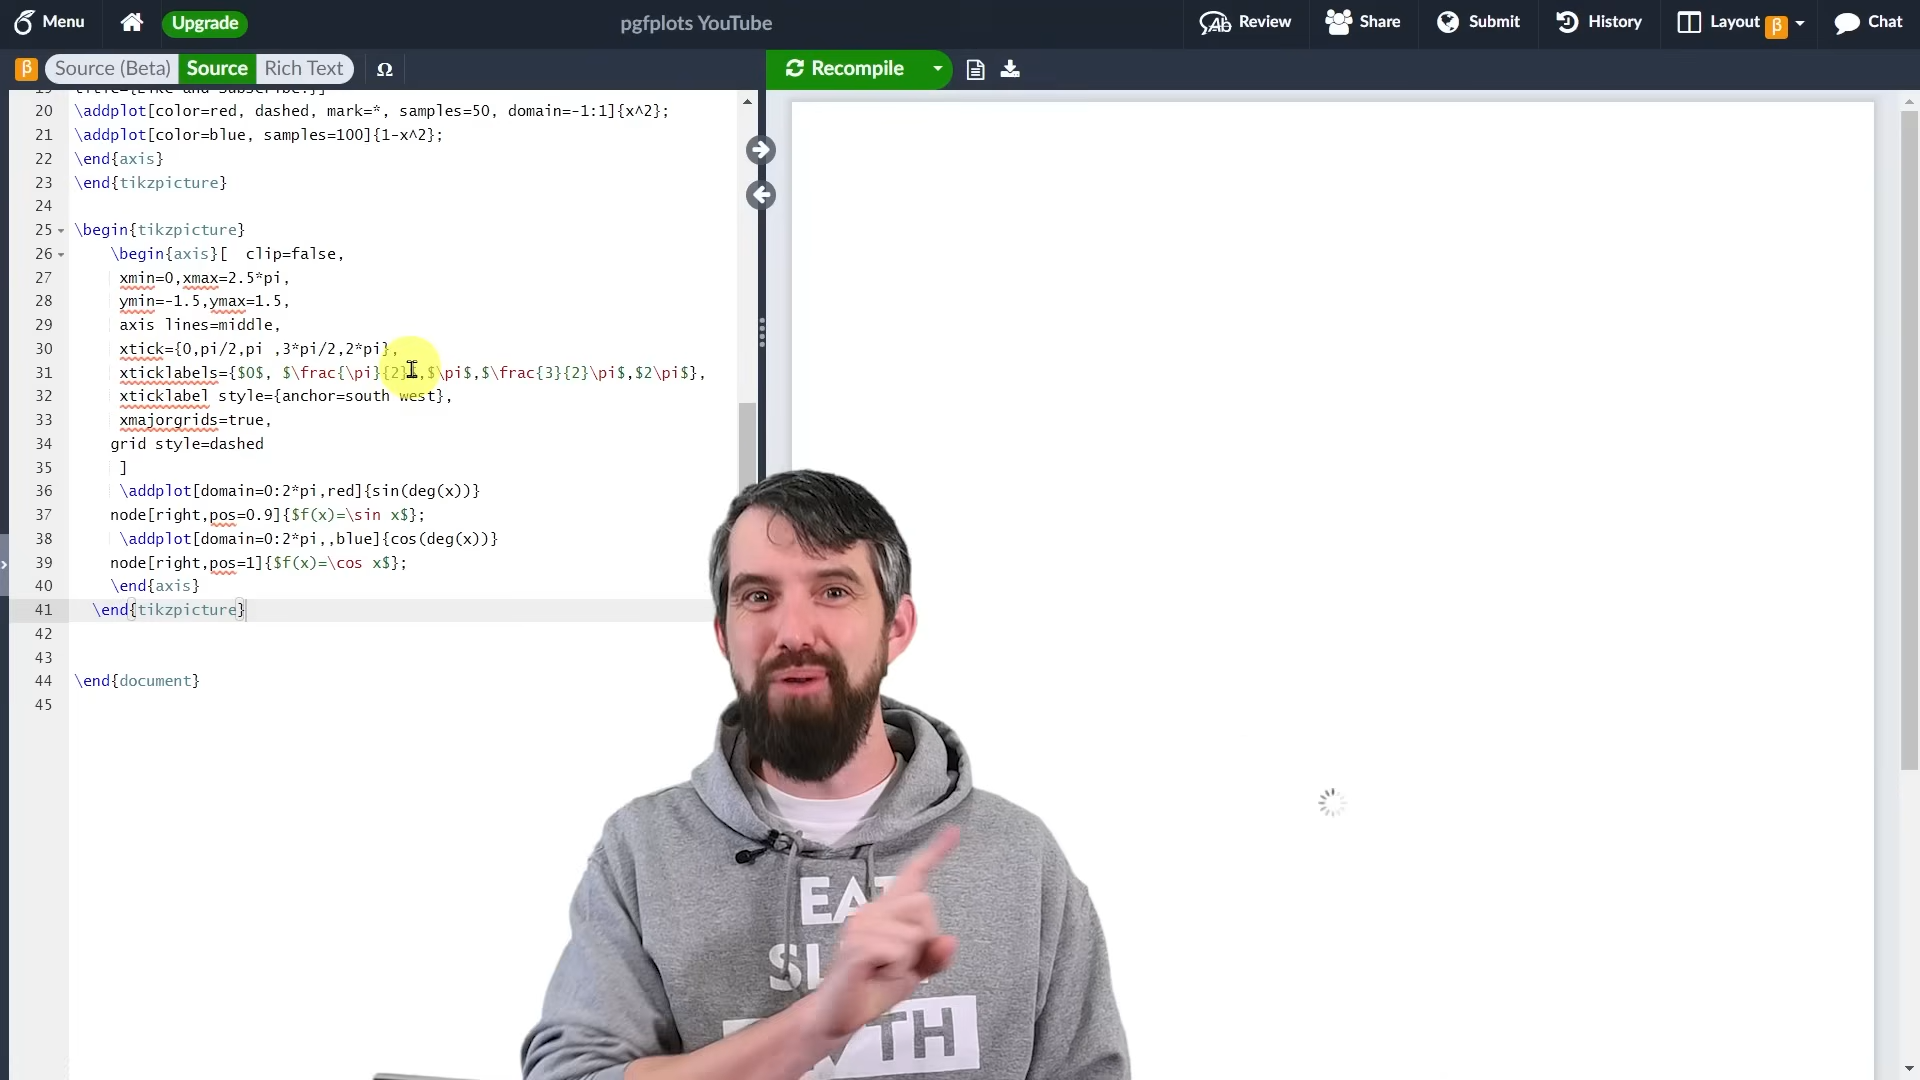 Menu
Upgrade
pgfplots YouTube
Review
Share
Submit
History
Layout β
Chat
β Source (Beta) Source Rich Text Ω
Recompile
20 \addplot[color=red, dashed, mark=*, samples=50, domain=-1:1]{x^2};
21 \addplot[color=blue, samples=100]{1-x^2};
22 \end{axis}
23 \end{tikzpicture}
24
25 \begin{tikzpicture}
26 \begin{axis}[ clip=false,
27 xmin=0,xmax=2.5*pi,
28 ymin=-1.5,ymax=1.5,
29 axis lines=middle,
30 xtick={0,pi/2,pi ,3*pi/2,2*pi},
31 xticklabels={$0$, $\frac{\pi}{2}$,$\pi$,$\frac{3}{2}\pi$,$2\pi$},
32 xticklabel style={anchor=south west},
33 xmajorgrids=true,
34 grid style=dashed
35 ]
36 \addplot[domain=0:2*pi,red]{sin(deg(x))}
37 node[right,pos=0.9]{$f(x)=\sin x$};
38 \addplot[domain=0:2*pi,,blue]{cos(deg(x))}
39 node[right,pos=1]{$f(x)=\cos x$};
40 \end{axis}
41 \end{tikzpicture}
42
43
44 \end{document}
45
EAT